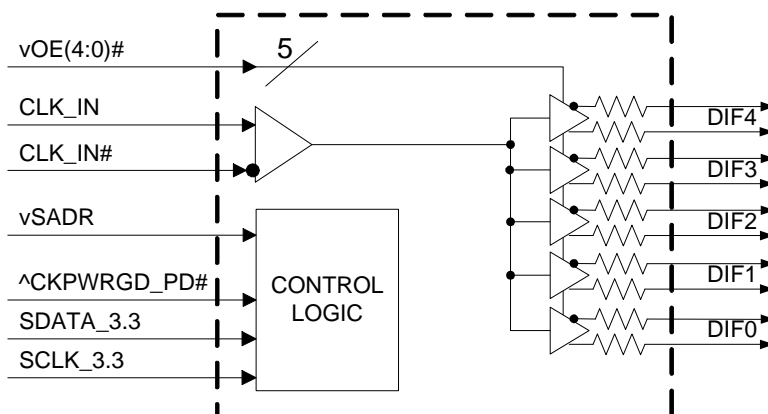 vOE(4:0)#
5
CLK_IN
CLK_IN#
vSADR
^CKPWRGD_PD#
SDATA_3.3
SCLK_3.3
CONTROL
LOGIC
DIF4
DIF3
DIF2
DIF1
DIF0